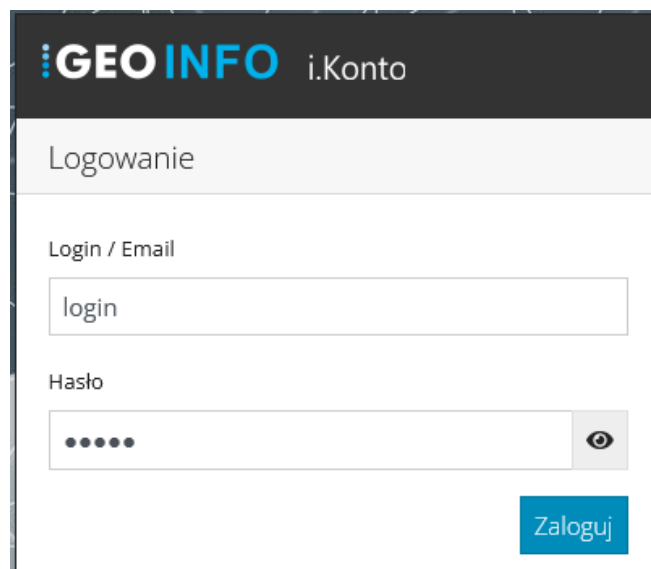 GEOINFO i.Konto
Logowanie
Login / Email
login
Hasło
•••••
Zaloguj